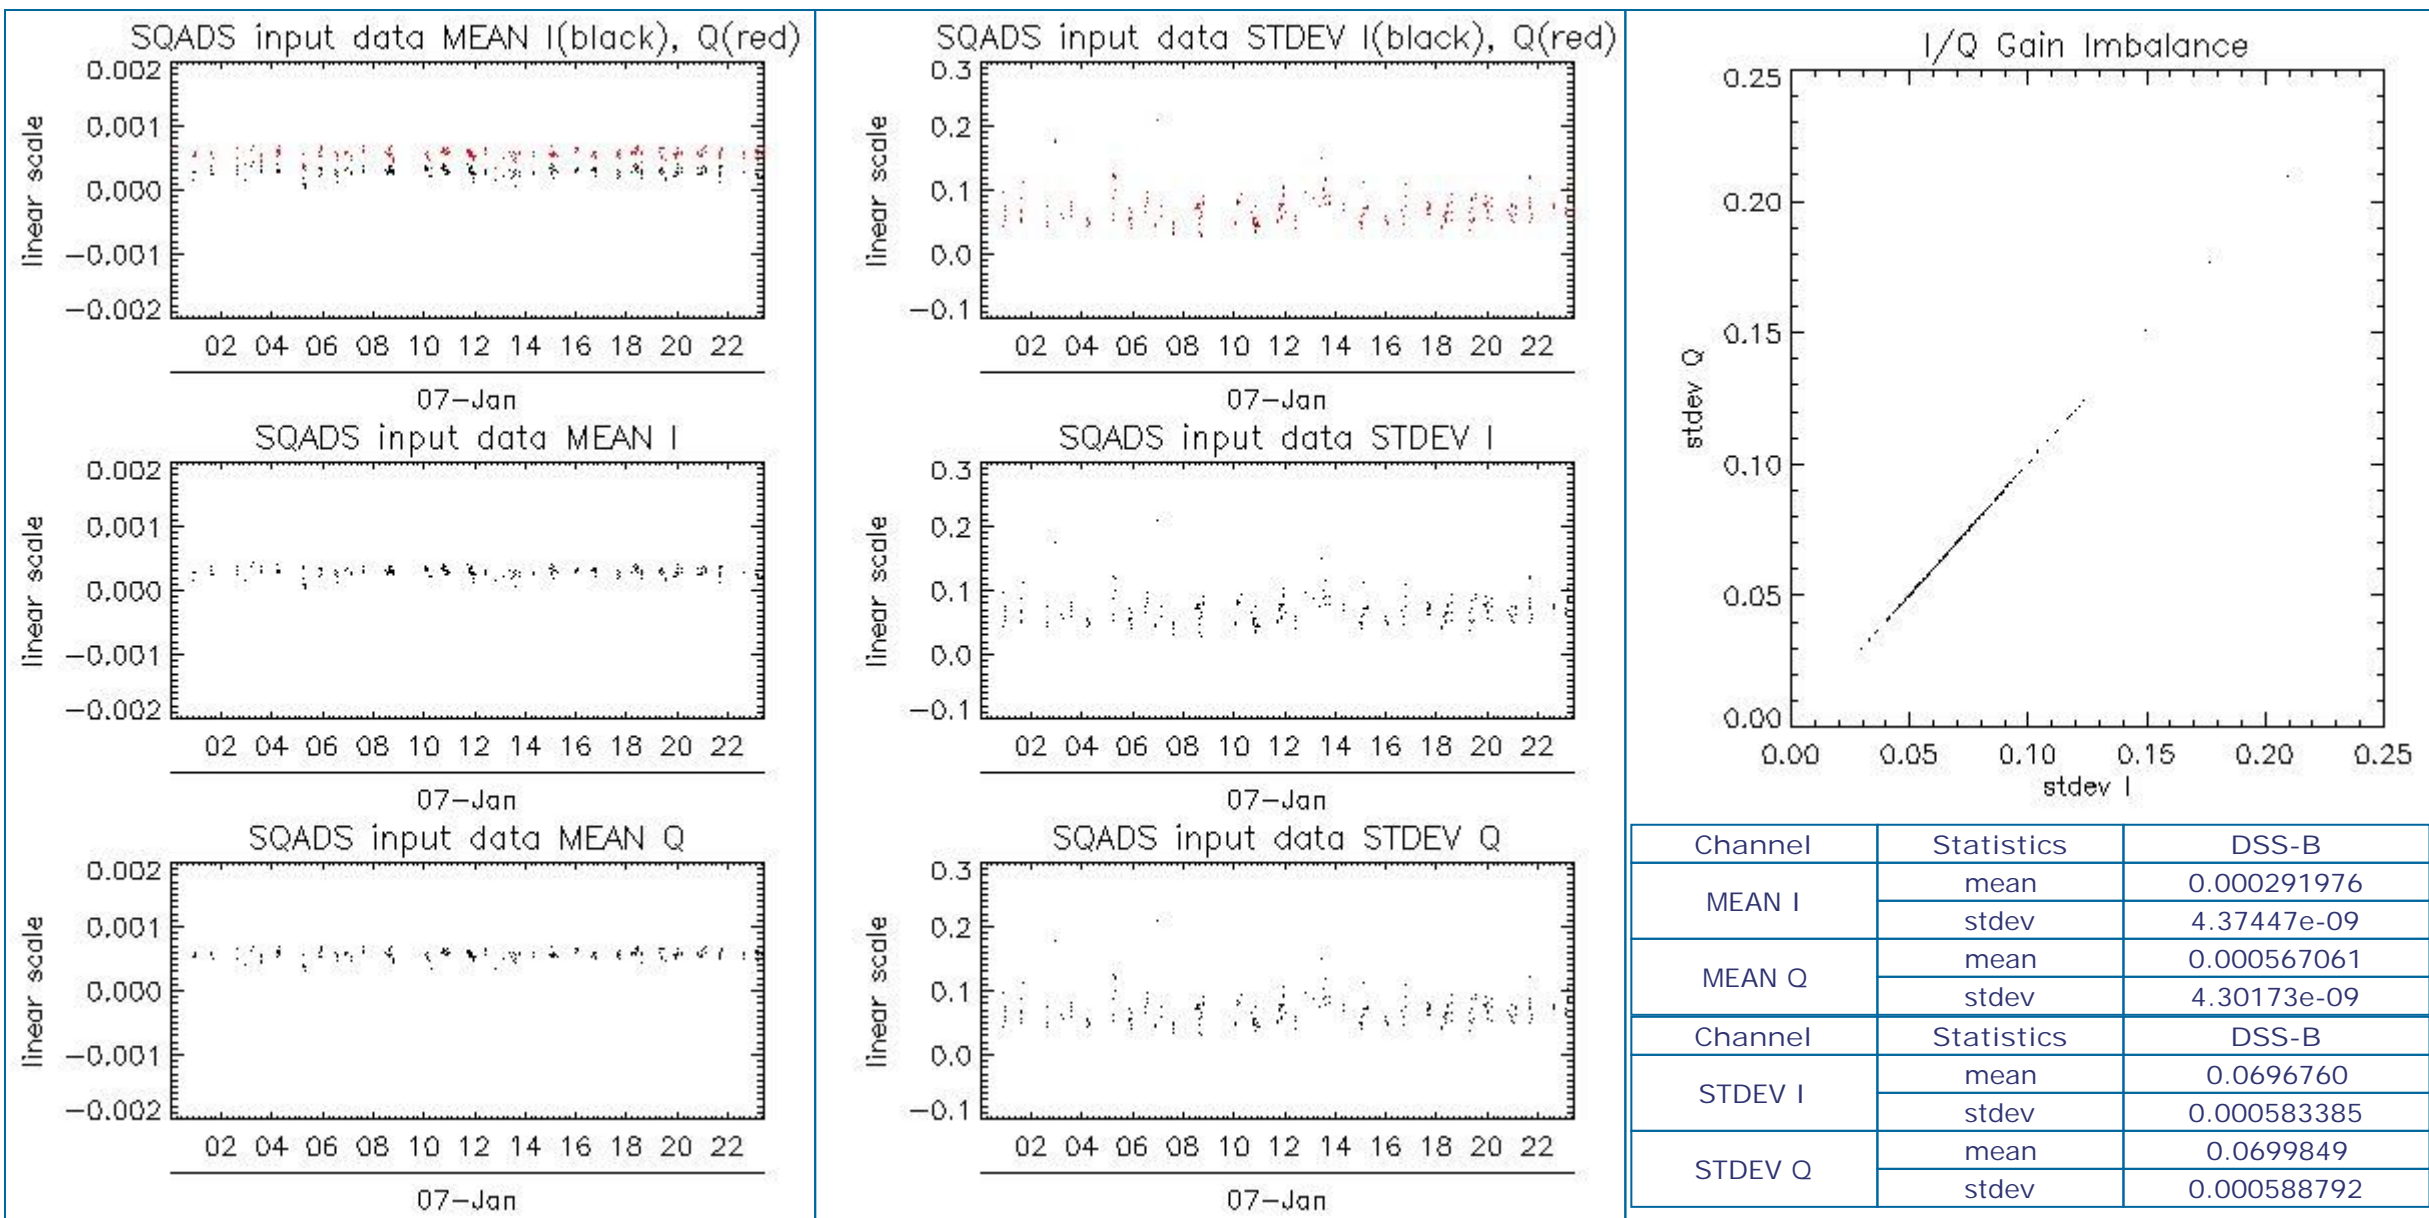 SQADS input data MEAN I(black), Q(red)
0.002
0.001
0.000
−0.001
−0.002
linear scale
02 04 06 08 10 12 14 16 18 20 22
07−Jan
SQADS input data MEAN I
0.002
0.001
0.000
−0.001
−0.002
linear scale
02 04 06 08 10 12 14 16 18 20 22
07−Jan
SQADS input data MEAN Q
0.002
0.001
0.000
−0.001
−0.002
linear scale
02 04 06 08 10 12 14 16 18 20 22
07−Jan
SQADS input data STDEV I(black), Q(red)
0.3
0.2
0.1
0.0
−0.1
linear scale
02 04 06 08 10 12 14 16 18 20 22
07−Jan
SQADS input data STDEV I
0.3
0.2
0.1
0.0
−0.1
linear scale
02 04 06 08 10 12 14 16 18 20 22
07−Jan
SQADS input data STDEV Q
0.3
0.2
0.1
0.0
−0.1
linear scale
02 04 06 08 10 12 14 16 18 20 22
07−Jan
I/Q Gain Imbalance
0.25
0.20
0.15
0.10
0.05
0.00
stdev Q
0.00 0.05 0.10 0.15 0.20 0.25
stdev I
Channel Statistics DSS-B
MEAN I mean 0.000291976
stdev 4.37447e-09
MEAN Q mean 0.000567061
stdev 4.30173e-09
Channel Statistics DSS-B
STDEV I mean 0.0696760
stdev 0.000583385
STDEV Q mean 0.0699849
stdev 0.000588792